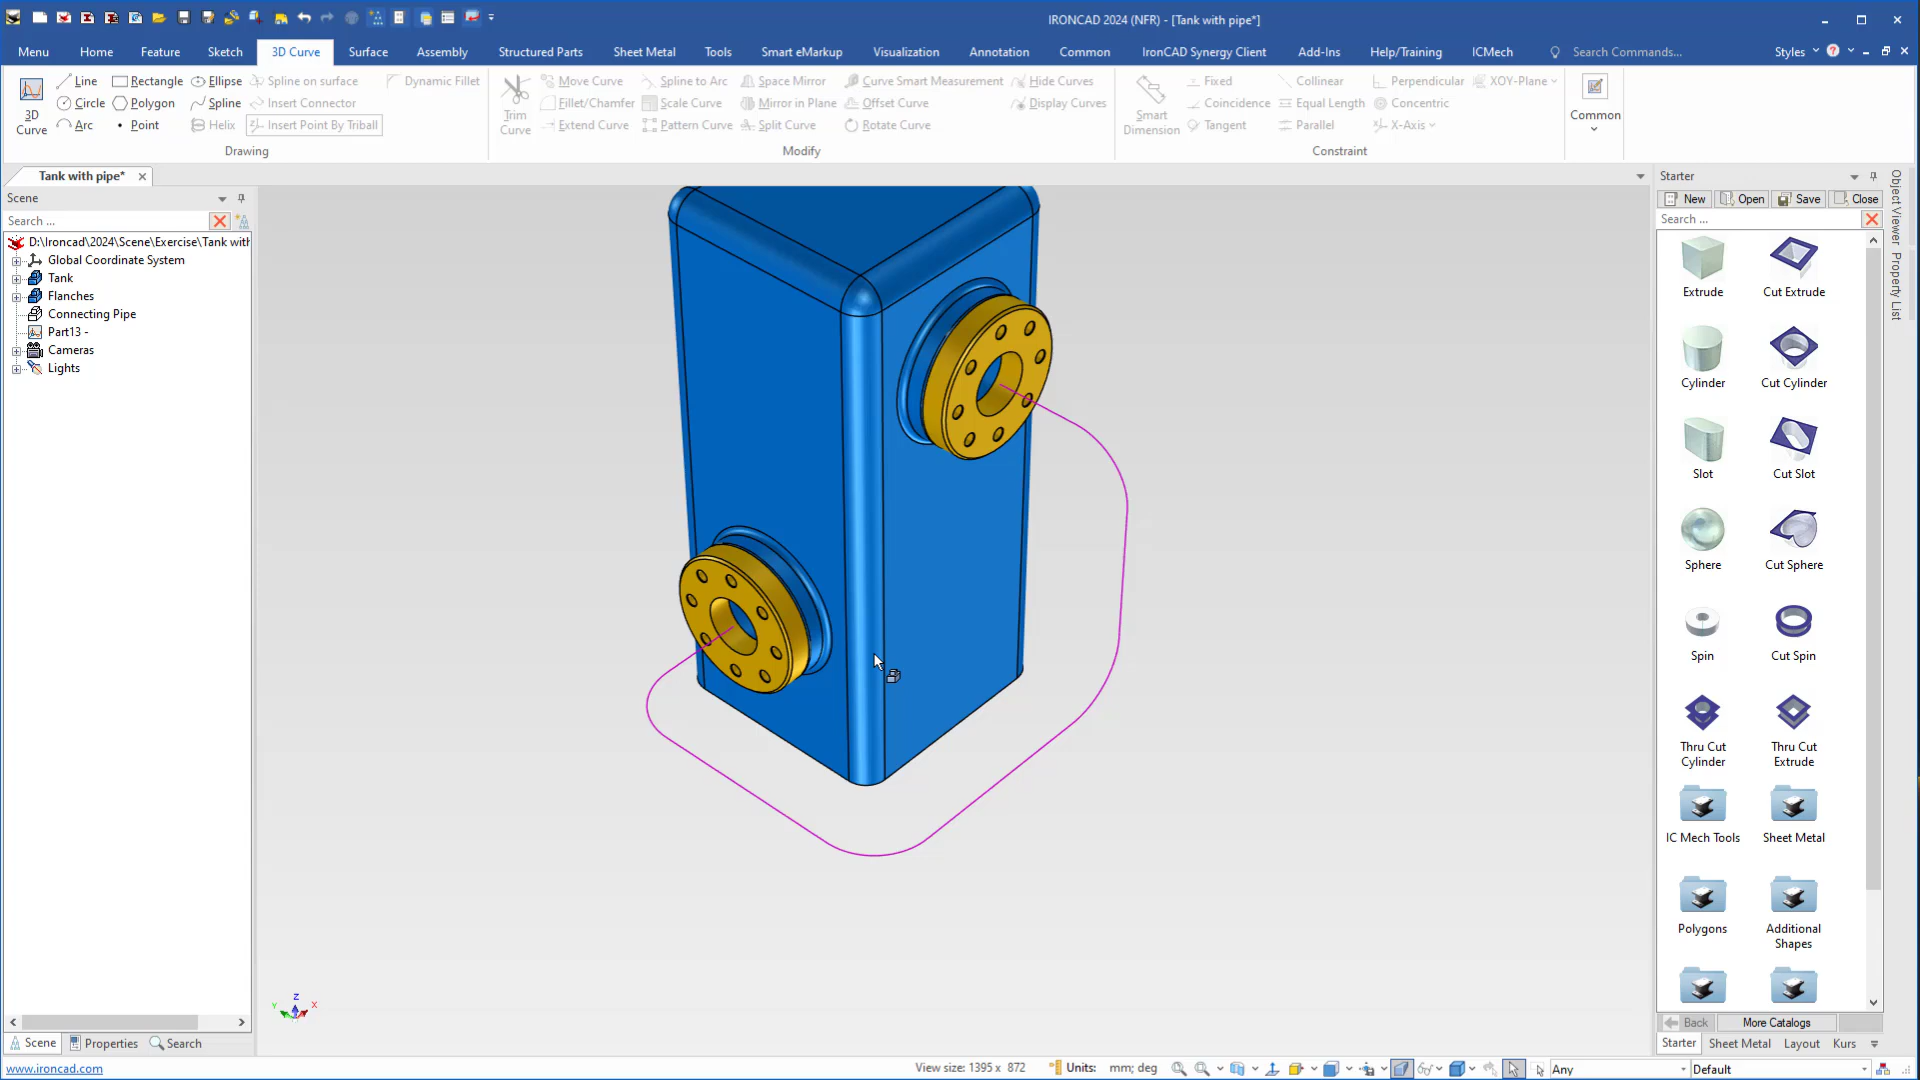 IRONCAD 2024 (NFR) - [Tank with pipe*]
Menu Home Feature Sketch 3D Curve Surface Assembly Structured Parts Sheet Metal Tools Smart eMarkup Visualization Annotation Common IronCAD Synergy Client Add-Ins Help/Training ICMech Search Commands... Styles
3D Curve
Line Rectangle Ellipse Spline on surface Dynamic Fillet
Circle Polygon Spline Insert Connector
Arc Point Helix Insert Point By Triball
Drawing
Trim Curve
Move Curve Spline to Arc Space Mirror Curve Smart Measurement Hide Curves
Fillet/Chamfer Scale Curve Mirror in Plane Offset Curve Display Curves
Extend Curve Pattern Curve Split Curve Rotate Curve
Modify
Smart Dimension
Fixed Collinear Perpendicular XOY-Plane
Coincidence Equal Length Concentric
Tangent Parallel X-Axis
Constraint
Common
Tank with pipe*
Scene
Search ...
D:\Ironcad\2024\Scene\Exercise\Tank with
Global Coordinate System
Tank
Flanches
Connecting Pipe
Part13 -
Cameras
Lights
Scene Properties Search
www.ironcad.com
Z
Y
X
Starter
New Open Save Close
Search ...
Extrude Cut Extrude
Cylinder Cut Cylinder
Slot Cut Slot
Sphere Cut Sphere
Spin Cut Spin
Thru Cut Cylinder
Thru Cut Extrude
IC Mech Tools Sheet Metal
Polygons
Additional Shapes
Back More Catalogs
Starter Sheet Metal Layout Kurs
Object Viewer
Property List
View size: 1395 x 872 Units: mm; deg Any Default